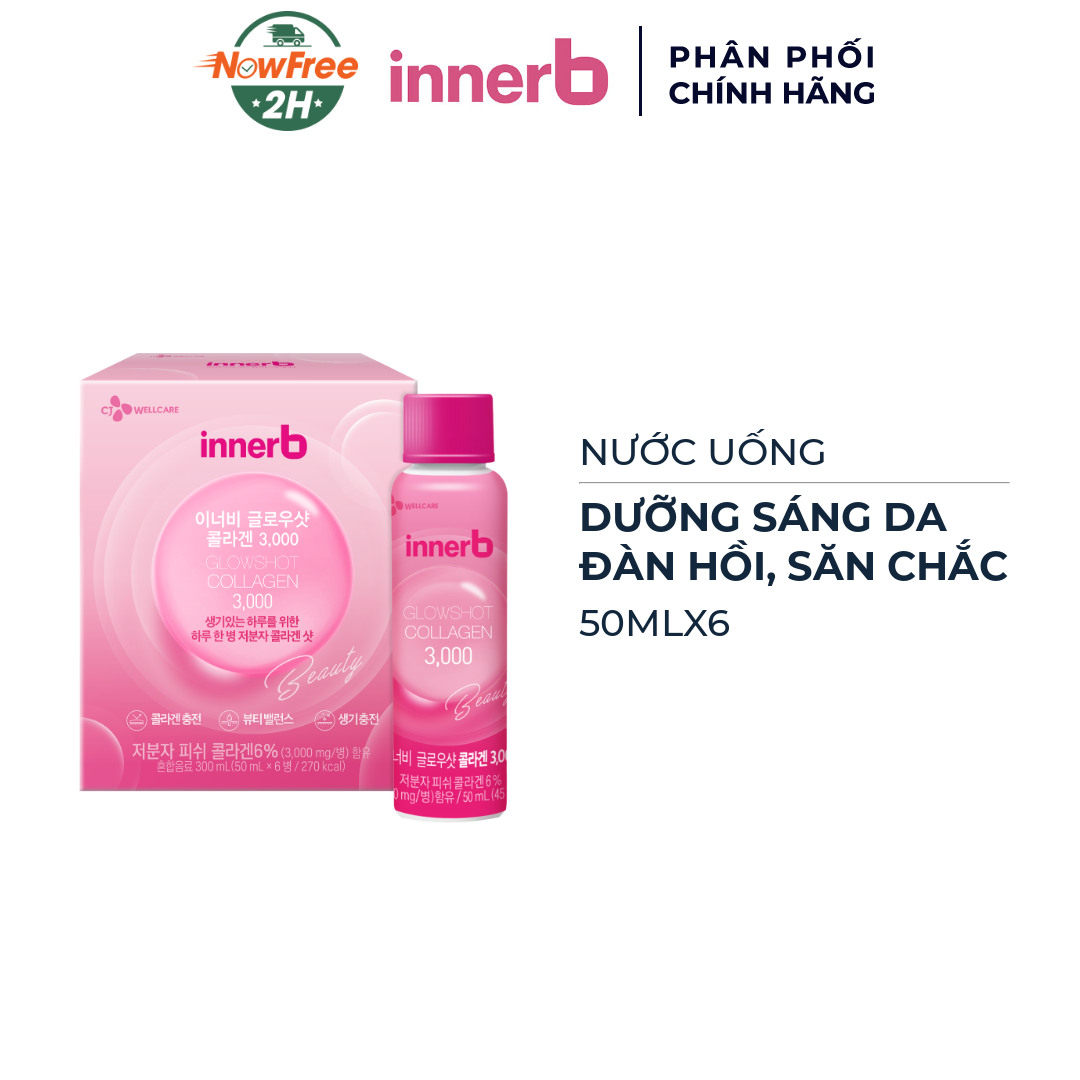 NowFree
2H
innerb
PHÂN PHỐI
CHÍNH HÃNG
innerb
CJ WELLCARE
innerb
이너비 글로우샷
콜라겐 3,000
GLOWSHOT
COLLAGEN
3,000
생기있는 하루를 위한
하루 한 병 저분자 콜라겐 샷
Beauty
콜라겐 충전
뷰티 밸런스
생기 충전
저분자 피쉬 콜라겐6% (3,000 mg/병) 함유
혼합음료 300 mL(50 mL × 6 병 / 270 kcal)
WELLCARE
innerb
GLOWSHOT
COLLAGEN
3,000
너비 글로우샷 콜라겐 3,0
저분자 피쉬 콜라겐 6 %
0 mg/병)함유 / 50 mL (45
NƯỚC UỐNG
DƯỠNG SÁNG DA
ĐÀN HỒI, SĂN CHẮC
50MLX6